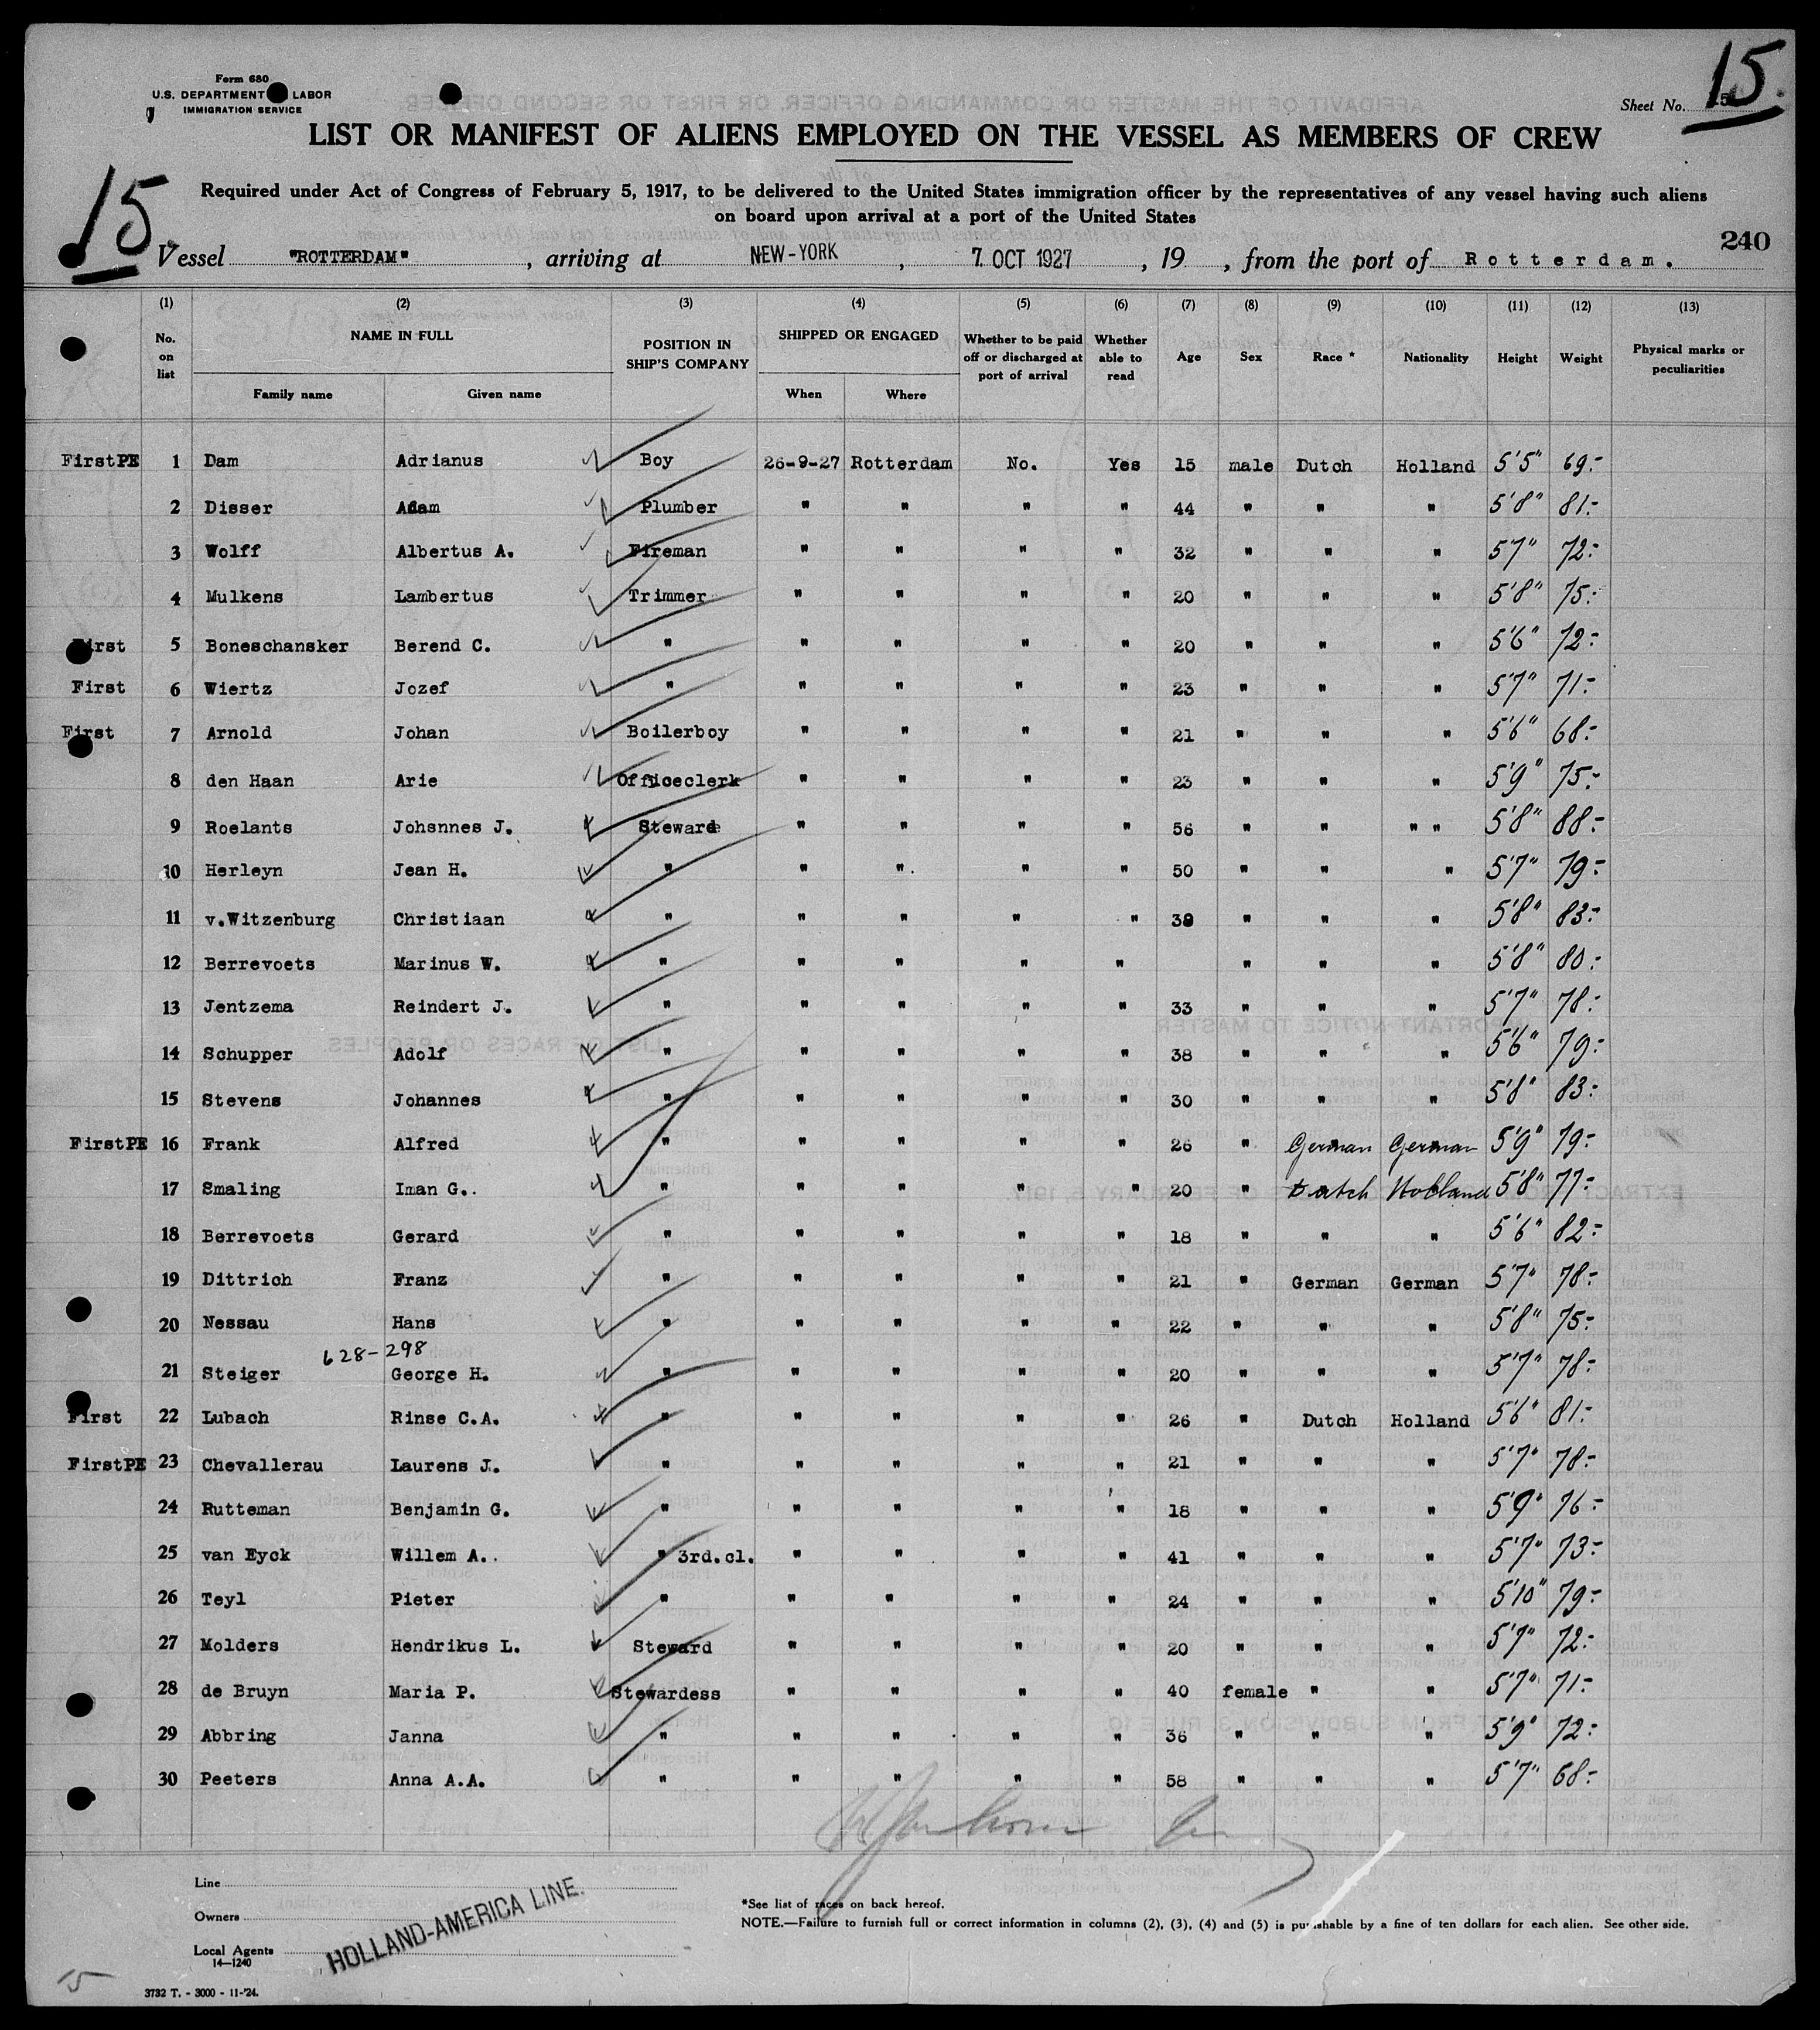 Form 680
U.S. DEPARTMENT LABOR
IMMIGRATION SERVICE
Sheet No. 15
15
LIST OR MANIFEST OF ALIENS EMPLOYED ON THE VESSEL AS MEMBERS OF CREW
Required under Act of Congress of February 5, 1917, to be delivered to the United States immigration officer by the representatives of any vessel having such aliens
on board upon arrival at a port of the United States
240
Vessel "ROTTERDAM", arriving at NEW-YORK, 7 OCT 1927, 19 , from the port of Rotterdam.
(1) (2) (3) (4) (5) (6) (7) (8) (9) (10) (11) (12) (13)
No. on list NAME IN FULL Family name Given name POSITION IN SHIP'S COMPANY SHIPPED OR ENGAGED When Where Whether to be paid off or discharged at port of arrival Whether able to read Age Sex Race * Nationality Height Weight Physical marks or peculiarities
FirstPE 1 Dam Adrianus Boy 26-9-27 Rotterdam No. Yes 15 male Dutch Holland 5'5" 69.-
2 Disser Adam Plumber " " " " 44 " " " 5'8" 81.-
3 Wolff Albertus A. Fireman " " " " 32 " " " 5'7" 72.-
4 Mulkens Lambertus Trimmer " " " " 20 " " " 5'8" 75.-
First 5 Boneschansker Berend C. " " " " " 20 " " " 5'6" 72.-
First 6 Wiertz Jozef " " " " " 23 " " " 5'7" 71.-
First 7 Arnold Johan Boilerboy " " " " 21 " " " 5'6" 68.-
8 den Haan Arie Officeclerk " " " " 23 " " " 5'9" 75.-
9 Roelants Johsnnes J. Steward " " " " 56 " " " " 5'8" 88.-
10 Herleyn Jean H. " " " " " 50 " " " 5'7" 79.-
11 v.Witzenburg Christiaan " " " " " " " " 5'8" 83.-
12 Berrevoets Marinus W. " " " " " " " " 5'8" 80.-
13 Jentzema Reindert J. " " " " " 33 " " " 5'7" 78.-
14 Schupper Adolf " " " " " 38 " " " 5'6" 79.-
15 Stevens Johannes " " " " " 30 " " " 5'8" 83.-
FirstPE 16 Frank Alfred " " " " " 26 " German German 5'9" 79.-
17 Smaling Iman G. " " " " " 20 " Dutch Holland 5'8" 77.-
18 Berrevoets Gerard " " " " " 18 " " " 5'6" 82.-
19 Dittrich Franz " " " " " 21 " German German 5'7" 78.-
20 Nessau Hans " " " " " 22 " " " 5'8" 75.-
628-298
21 Steiger George H. " " " " " 20 " " " 5'7" 78.-
First 22 Lubach Rinse C.A. " " " " " 26 " Dutch Holland 5'6" 81.-
FirstPE 23 Chevallerau Laurens J. " " " " " 21 " " " 5'7" 78.-
24 Rutteman Benjamin G. " " " " " 18 " " " 5'9" 76.-
25 van Eyck Willem A. " 3rd.cl. " " " " 41 " " " 5'7" 73.-
26 Teyl Pieter " " " " " 24 " " " 5'10" 79.-
27 Molders Hendrikus L. Steward " " " " 20 " " " 5'7" 72.-
28 de Bruyn Maria P. Stewardess " " " " 40 female " " 5'7" 71.-
29 Abbring Janna " " " " " 36 " " " 5'9" 72.-
30 Peeters Anna A.A. " " " " " 58 " " " 5'7" 68.-
Line
Owners
Local Agents
HOLLAND-AMERICA LINE.
14-1240
*See list of races on back hereof.
NOTE.—Failure to furnish full or correct information in columns (2), (3), (4) and (5) is punishable by a fine of ten dollars for each alien. See other side.
15
3732 T. - 3000 - 11-'24.